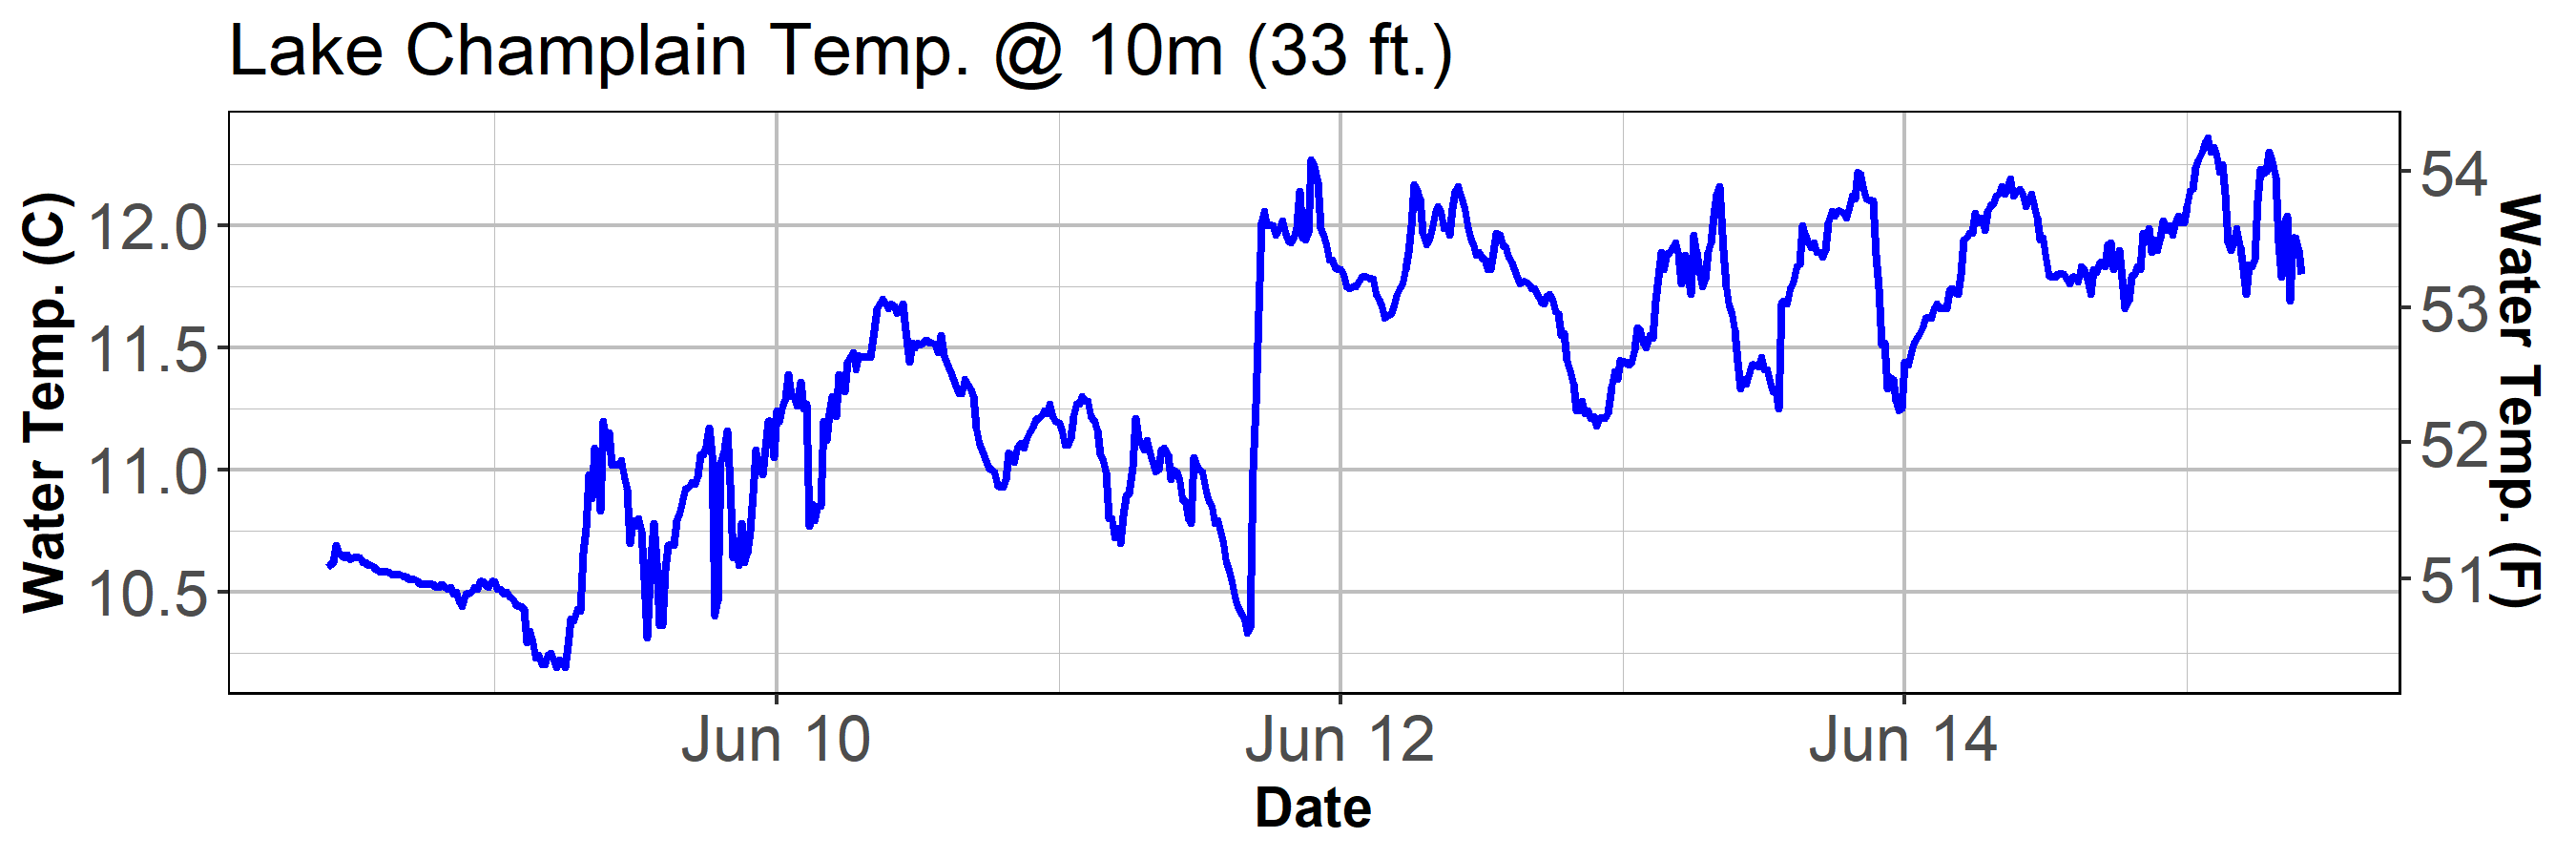 Lake Champlain Temp. @ 10m (33 ft.)
Water Temp. (C)
12.0
11.5
11.0
10.5
54
53
52
51
Water Temp. (F)
Jun 10
Jun 12
Jun 14
Date